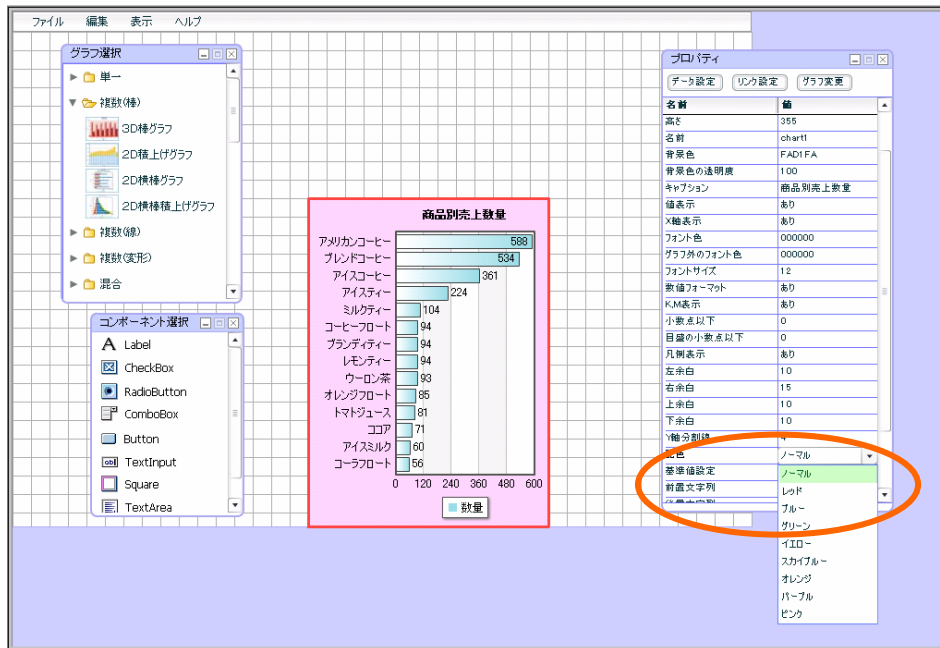 ファイル 編集 表示 ヘルプ
グラフ選択
単一
複数(棒)
3D棒グラフ
2D積上げグラフ
2D横棒グラフ
2D横棒積上げグラフ
複数(線)
複数(変形)
混合
コンポーネント選択
Label
CheckBox
RadioButton
ComboBox
Button
TextInput
Square
TextArea
商品別売上数量
アメリカンコーヒー 588
ブレンドコーヒー 534
アイスコーヒー 361
アイスティー 224
ミルクティー 104
コーヒーフロート 94
ブランディティー 94
レモンティー 94
ウーロン茶 93
オレンジフロート 85
トマトジュース 81
ココア 71
アイスミルク 60
コーラフロート 56
0 120 240 360 480 600
数量
プロパティ
データ設定 リンク設定 グラフ変更
名前 値
高さ 355
名前 chart1
背景色 FAD1FA
背景色の透明度 100
キャプション 商品別売上数量
値表示 あり
X軸表示 あり
フォント色 000000
グラフ外のフォント色 000000
フォントサイズ 12
数値フォーマット あり
K,M表示 あり
小数点以下 0
目盛の小数点以下 0
凡例表示 あり
左余白 10
右余白 15
上余白 10
下余白 10
Y軸分割線 4
配色 ノーマル
基準値設定 ノーマル
前置文字列 レッド
ブルー
グリーン
イエロー
スカイブルー
オレンジ
パープル
ピンク